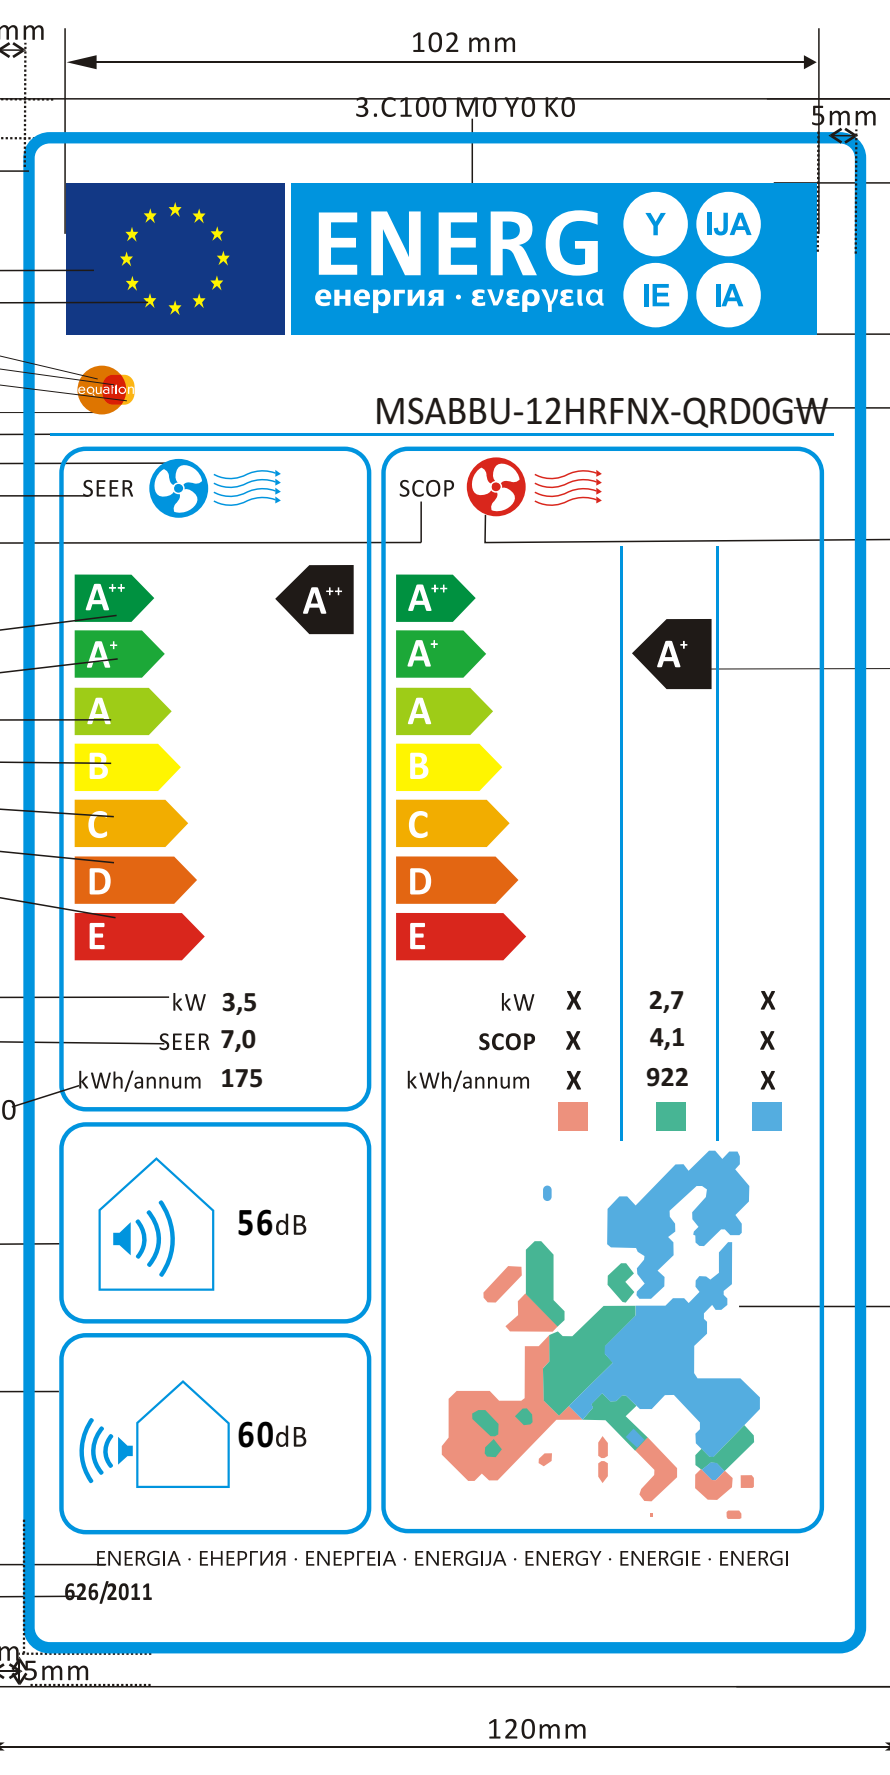 mm
102 mm
3.C100 M0 Y0 K0
5mm
ENERG
енергия · ενεργεια
Y IJA
IE IA
equation
MSABBU-12HRFNX-QRD0GW
SEER
SCOP
A++
A+
A
B
C
D
E
A++
A++
A+
A
B
C
D
E
A+
kW 3,5
SEER 7,0
kWh/annum 175
kW X 2,7 X
SCOP X 4,1 X
kWh/annum X 922 X
0
56dB
60dB
ENERGIA · ЕНЕРГИЯ · ΕΝΕΡΓΕΙΑ · ENERGIJA · ENERGY · ENERGIE · ENERGI
626/2011
m
5mm
120mm